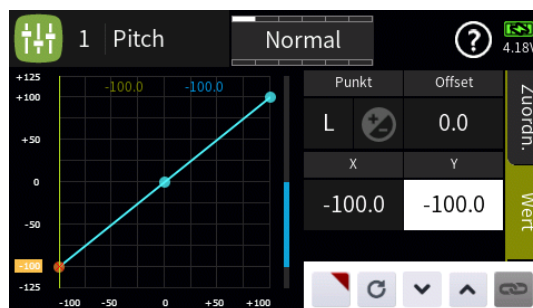 1 Pitch Normal ? 4.18V
+125
+100
+50
0
-50
-100
-125
-100.0 -100.0
-100 -50 0 +50 +100
Punkt Offset
L 0.0
X Y
-100.0 -100.0
Zuordn.
Wert